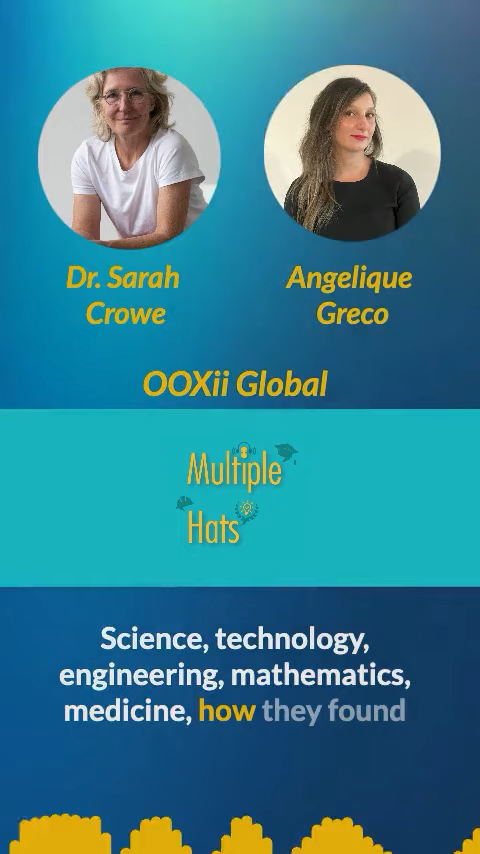 Dr. Sarah
Crowe
Angelique
Greco
OOXii Global
Multiple
Hats
Science, technology,
engineering, mathematics,
medicine, how they found